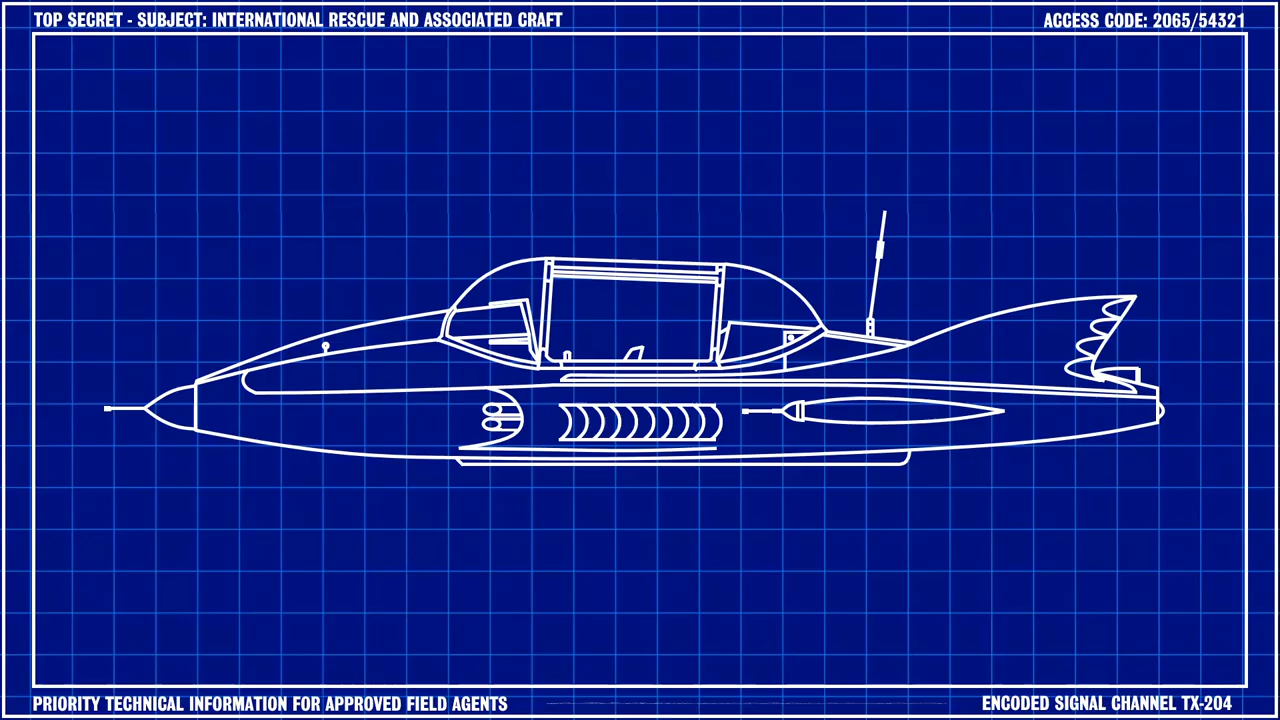 TOP SECRET - SUBJECT: INTERNATIONAL RESCUE AND ASSOCIATED CRAFT
ACCESS CODE: 2065/54321
PRIORITY TECHNICAL INFORMATION FOR APPROVED FIELD AGENTS
ENCODED SIGNAL CHANNEL TX-204